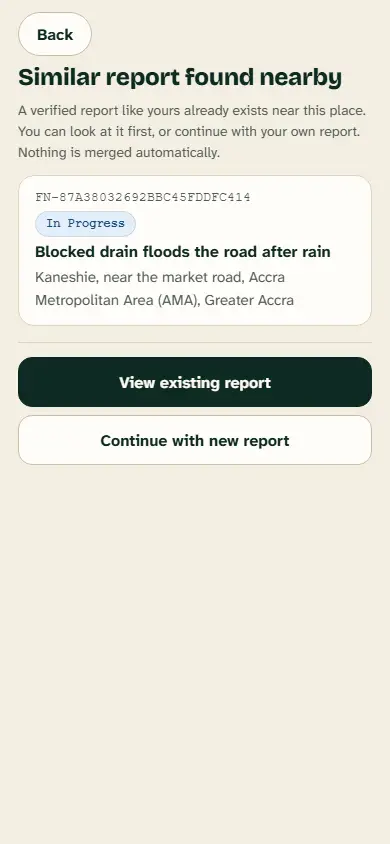 Back
Similar report found nearby
A verified report like yours already exists near this place.
You can look at it first, or continue with your own report.
Nothing is merged automatically.
FN-87A38032692BBC45FDDFC414
In Progress
Blocked drain floods the road after rain
Kaneshie, near the market road, Accra
Metropolitan Area (AMA), Greater Accra
View existing report
Continue with new report